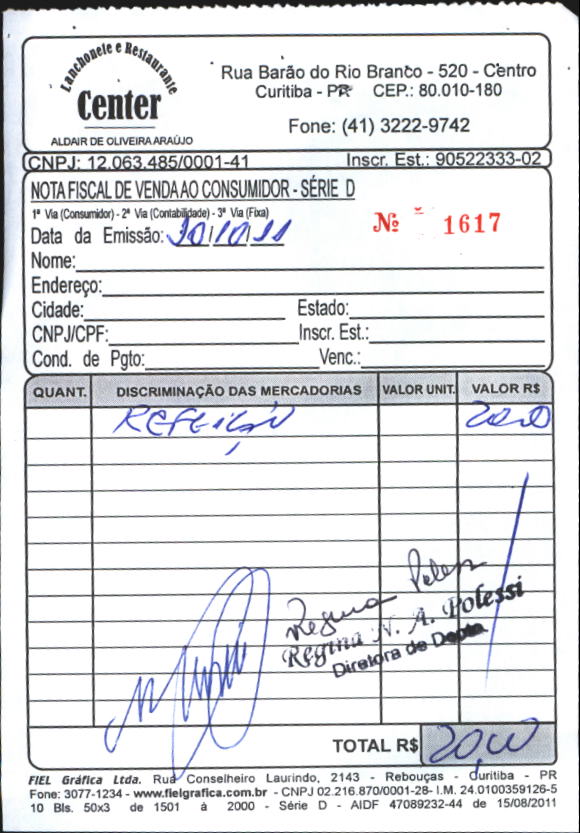 Lanchonete e Restaurante
Center
ALDAIR DE OLIVEIRA ARAÚJO
Rua Barão do Rio Branco - 520 - Centro
Curitiba - PR CEP.: 80.010-180
Fone: (41) 3222-9742
CNPJ: 12.063.485/0001-41 Inscr. Est.: 90522333-02
NOTA FISCAL DE VENDA AO CONSUMIDOR - SÉRIE D
1ª Via (Consumidor) - 2ª Via (Contabilidade) - 3ª Via (Fixa)
Nº 1617
Data da Emissão: 10/10/11
Nome:
Endereço:
Cidade: Estado:
CNPJ/CPF: Inscr. Est.:
Cond. de Pgto: Venc.:
QUANT. DISCRIMINAÇÃO DAS MERCADORIAS VALOR UNIT. VALOR R$
REFEIÇÃO 20,00
Regina Polessi
Regina N. A. Polessi
Diretora de Depto.
TOTAL R$ 20,00
FIEL Gráfica Ltda. Rua Conselheiro Laurindo, 2143 - Rebouças - Curitiba - PR
Fone: 3077-1234 - www.fielgrafica.com.br - CNPJ 02.216.870/0001-28- I.M. 24.0100359126-5
10 Bls. 50x3 de 1501 à 2000 - Série D - AIDF 47089232-44 de 15/08/2011